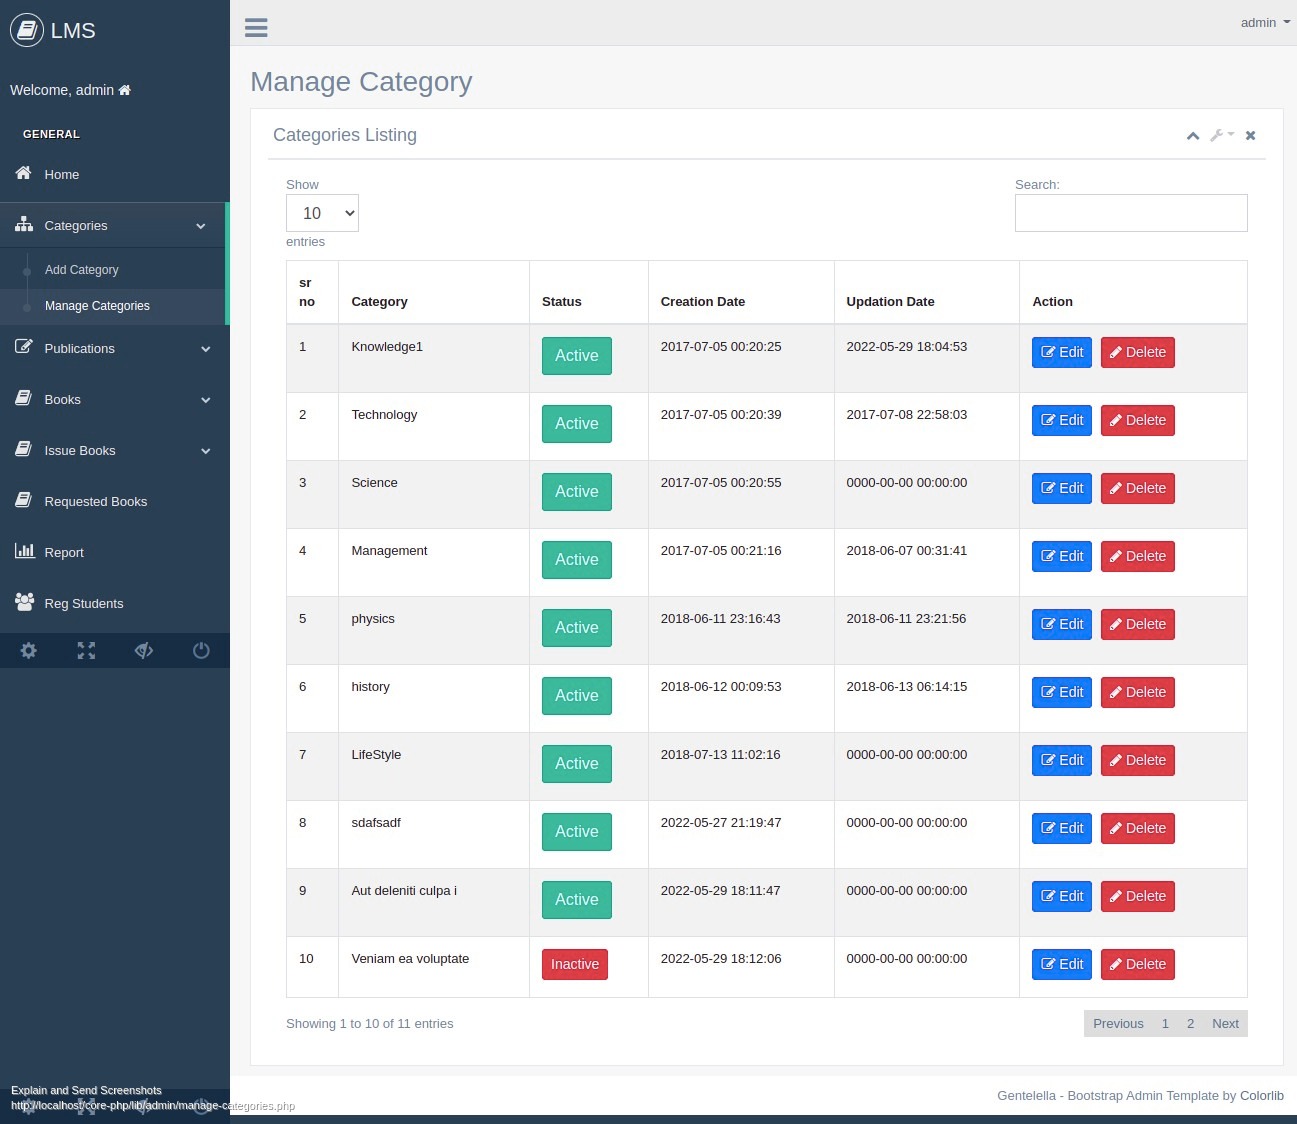 LMS
admin
Welcome, admin
GENERAL
Home
Categories
Add Category
Manage Categories
Publications
Books
Issue Books
Requested Books
Report
Reg Students
Manage Category
Categories Listing
Show
10
entries
Search:
sr no Category Status Creation Date Updation Date Action
1 Knowledge1 Active 2017-07-05 00:20:25 2022-05-29 18:04:53 Edit Delete
2 Technology Active 2017-07-05 00:20:39 2017-07-08 22:58:03 Edit Delete
3 Science Active 2017-07-05 00:20:55 0000-00-00 00:00:00 Edit Delete
4 Management Active 2017-07-05 00:21:16 2018-06-07 00:31:41 Edit Delete
5 physics Active 2018-06-11 23:16:43 2018-06-11 23:21:56 Edit Delete
6 history Active 2018-06-12 00:09:53 2018-06-13 06:14:15 Edit Delete
7 LifeStyle Active 2018-07-13 11:02:16 0000-00-00 00:00:00 Edit Delete
8 sdafsadf Active 2022-05-27 21:19:47 0000-00-00 00:00:00 Edit Delete
9 Aut deleniti culpa i Active 2022-05-29 18:11:47 0000-00-00 00:00:00 Edit Delete
10 Veniam ea voluptate Inactive 2022-05-29 18:12:06 0000-00-00 00:00:00 Edit Delete
Showing 1 to 10 of 11 entries
Previous 1 2 Next
Gentelella - Bootstrap Admin Template by Colorlib
Explain and Send Screenshots
http://localhost/core-php/lib/admin/manage-categories.php